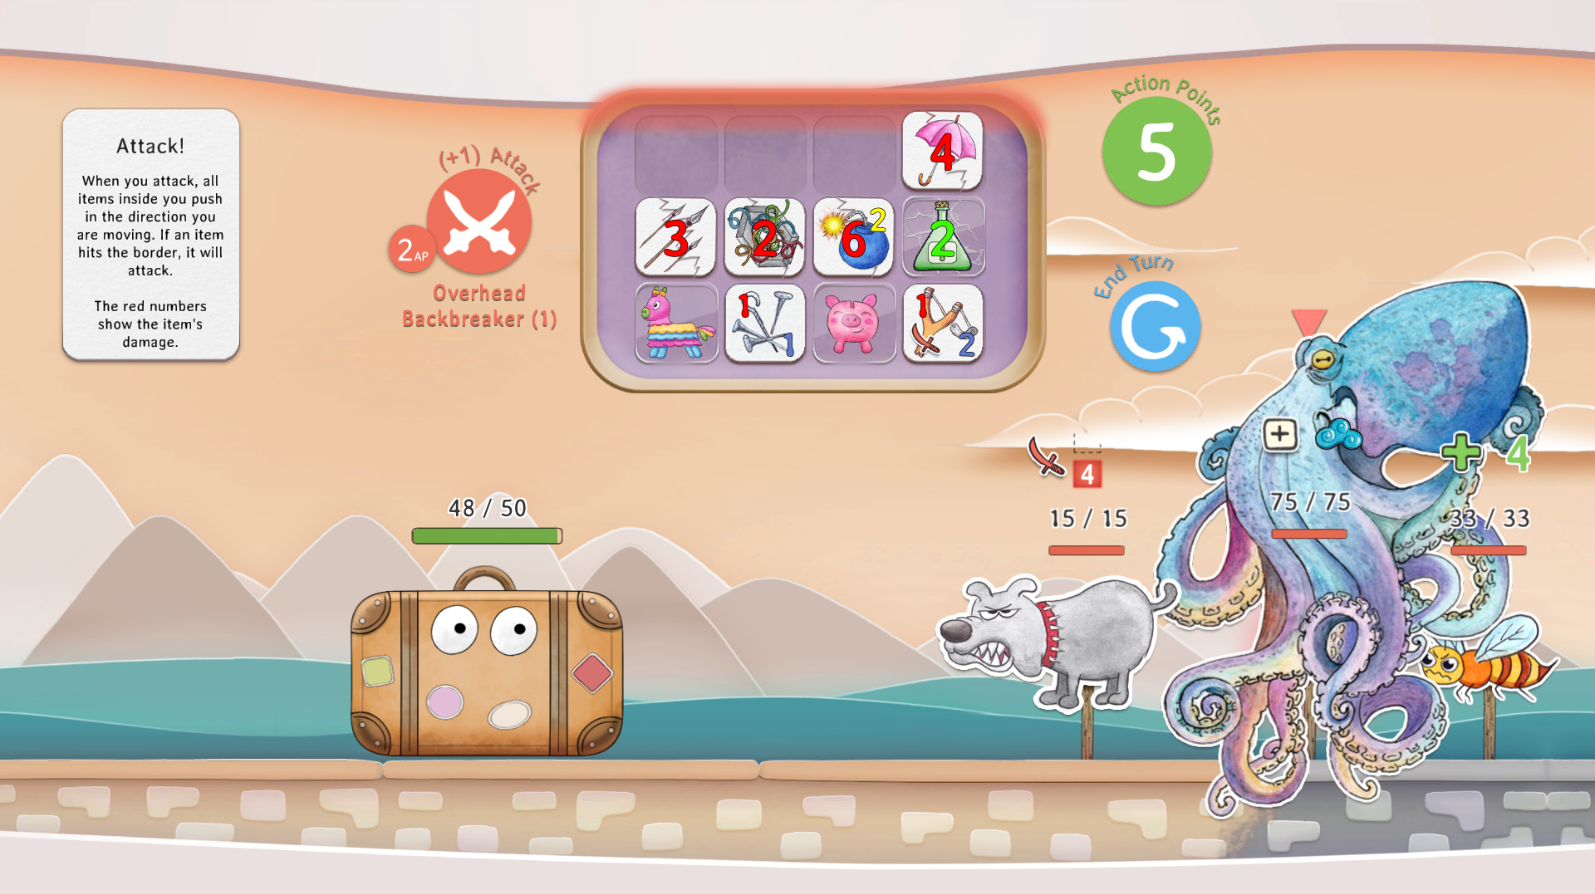 Attack!
When you attack, all
items inside you push
in the direction you
are moving. If an item
hits the border, it will
attack.
The red numbers
show the item's
damage.
(+1) Attack
2AP
Overhead
Backbreaker (1)
4
3
2
6
2
2
1
1
1
2
Action Points
5
End Turn
4
4
48 / 50
15 / 15
75 / 75
33 / 33